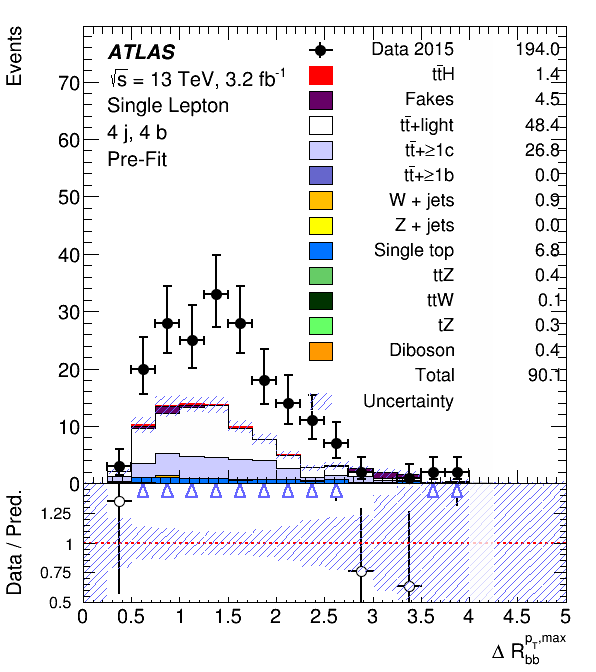 Events
ATLAS
√s = 13 TeV, 3.2 fb⁻¹
Single Lepton
4 j, 4 b
Pre-Fit
Data 2015 194.0
tt̄H 1.4
Fakes 4.5
tt̄+light 48.4
tt̄+≥1c 26.8
tt̄+≥1b 0.0
W + jets 0.9
Z + jets 0.0
Single top 6.8
ttZ 0.4
ttW 0.1
tZ 0.3
Diboson 0.4
Total 90.1
Uncertainty
70
60
50
40
30
20
10
0
Data / Pred.
1.25
1
0.75
0.5
0 0.5 1 1.5 2 2.5 3 3.5 4 4.5 5
Δ R_bb^{p_T,max}